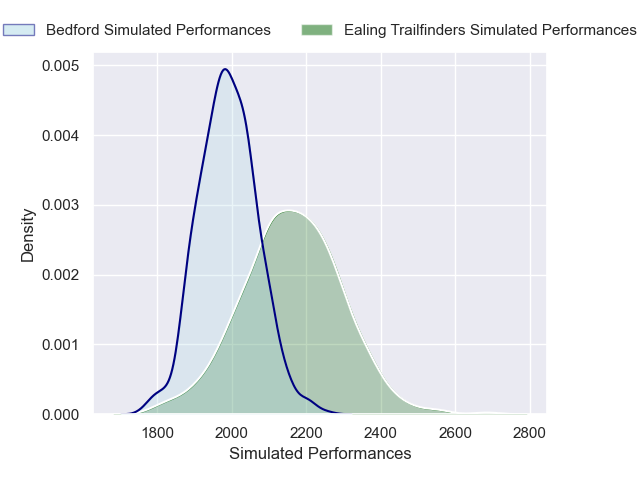 Bedford Simulated Performances Ealing Trailfinders Simulated Performances
0.005
0.004
0.003
0.002
0.001
0.000
Density
1800 2000 2200 2400 2600 2800
Simulated Performances